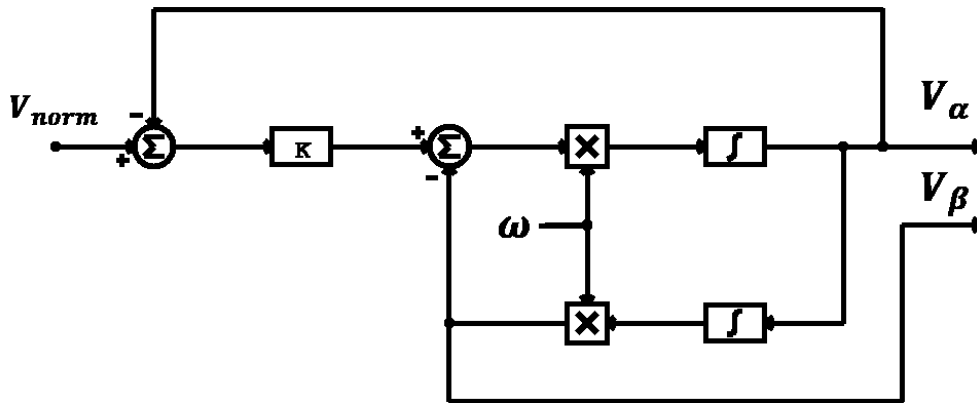 V_norm
-
+
Σ
K
+
-
Σ
×
∫
V_α
V_β
ω
×
∫